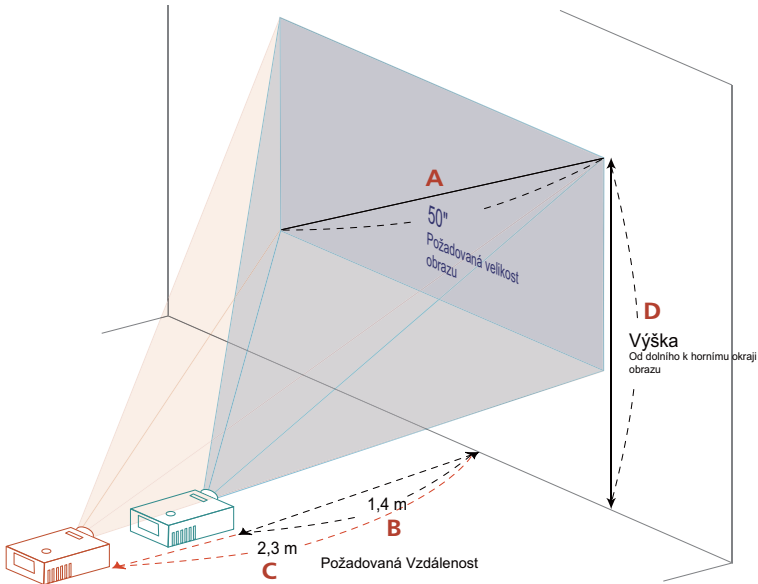 A
50"
Požadovaná velikost
obrazu
D
Výška
Od dolního k hornímu okraji
obrazu
1,4 m
B
2,3 m
C
Požadovaná Vzdálenost